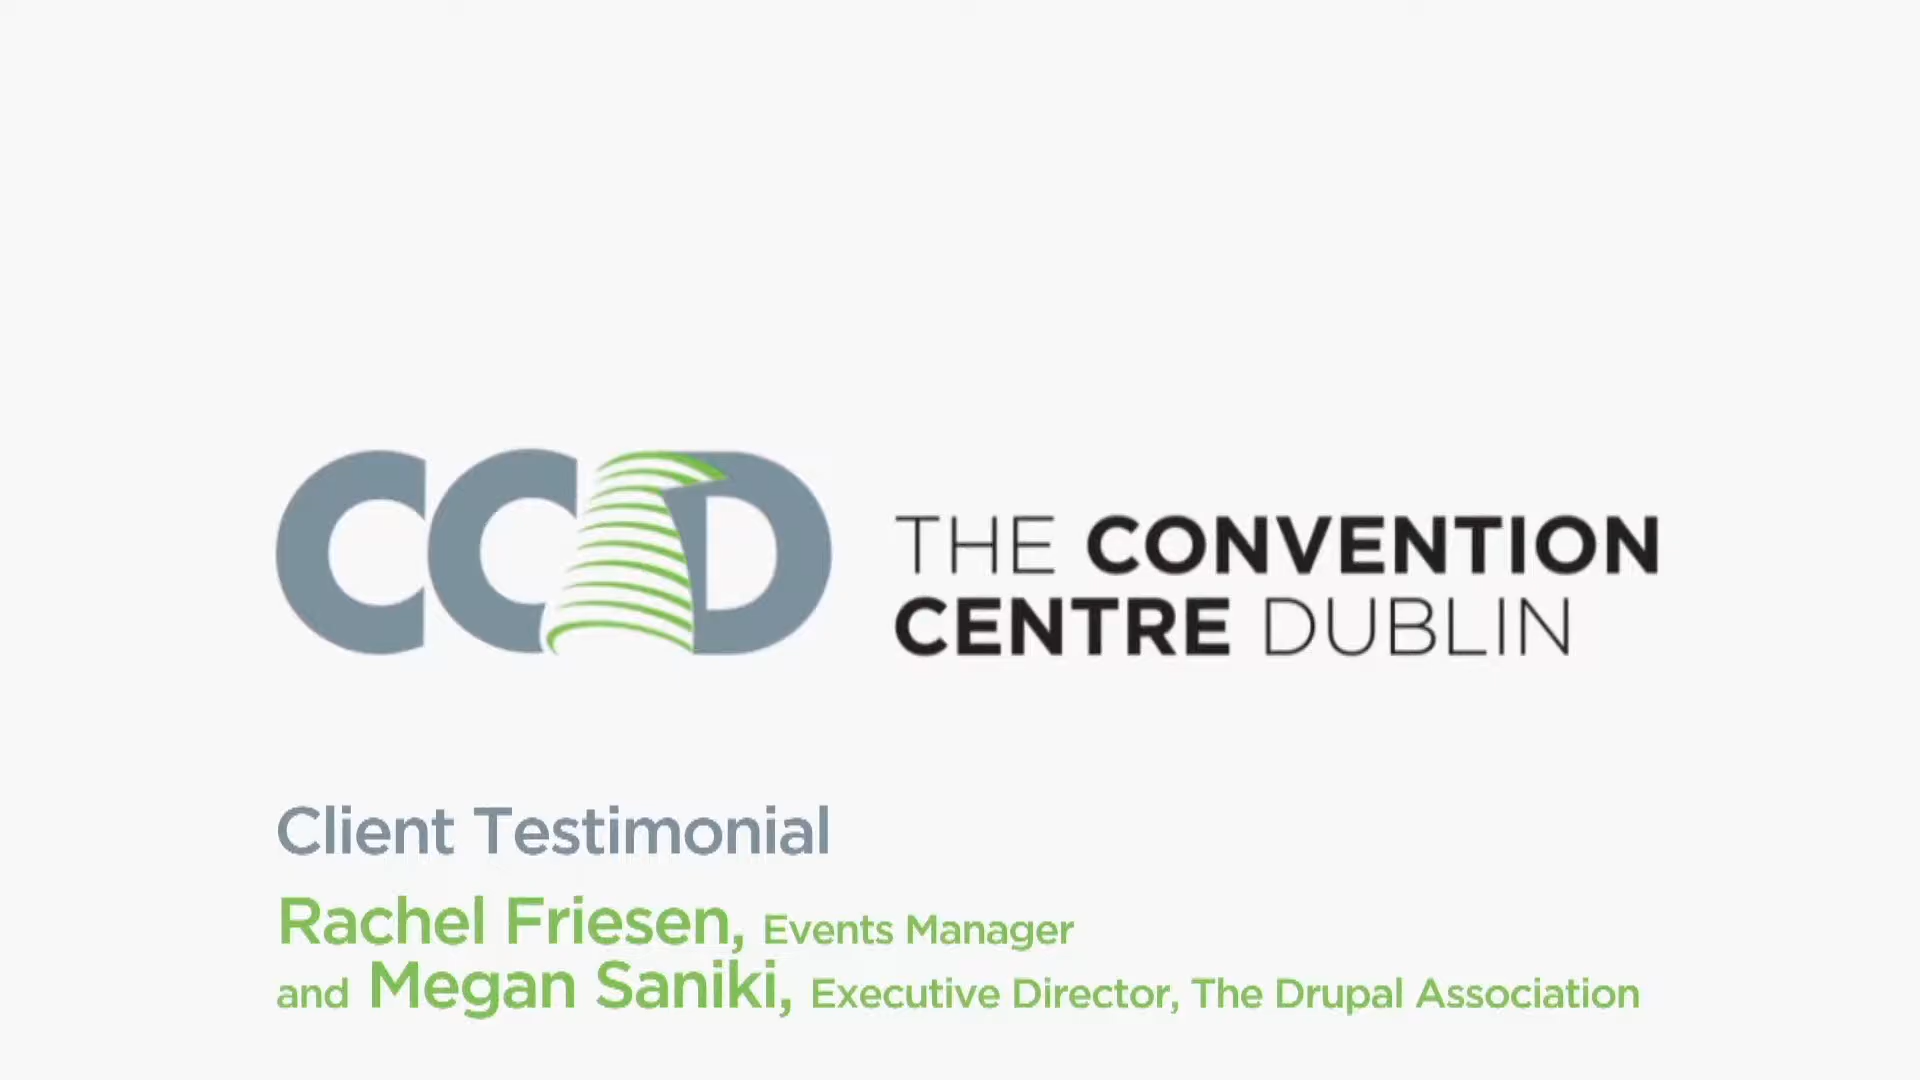 CCD
THE CONVENTION
CENTRE DUBLIN
Client Testimonial
Rachel Friesen, Events Manager
and Megan Saniki, Executive Director, The Drupal Association